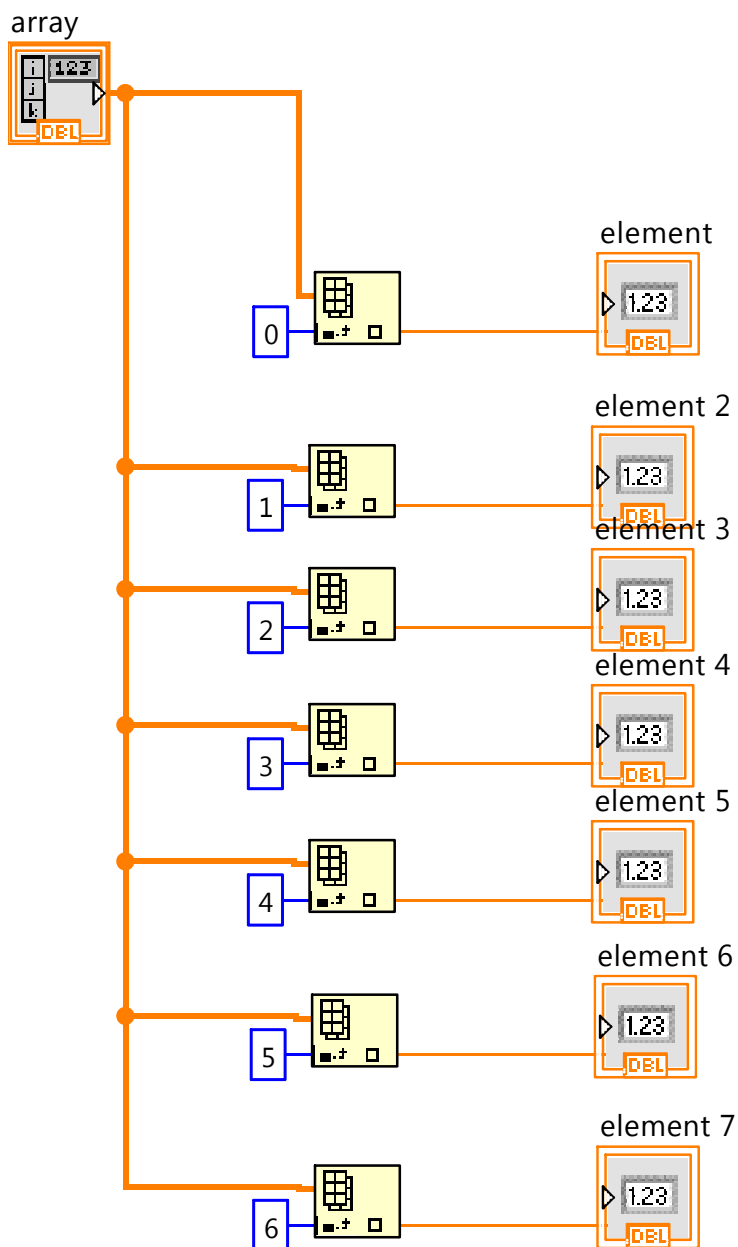 array
i 123
j
k
DBL
element
1.23
0
DBL
element 2
1.23
1
DBL
element 3
1.23
2
DBL
element 4
1.23
3
DBL
element 5
1.23
4
DBL
element 6
1.23
5
DBL
element 7
1.23
6
DBL